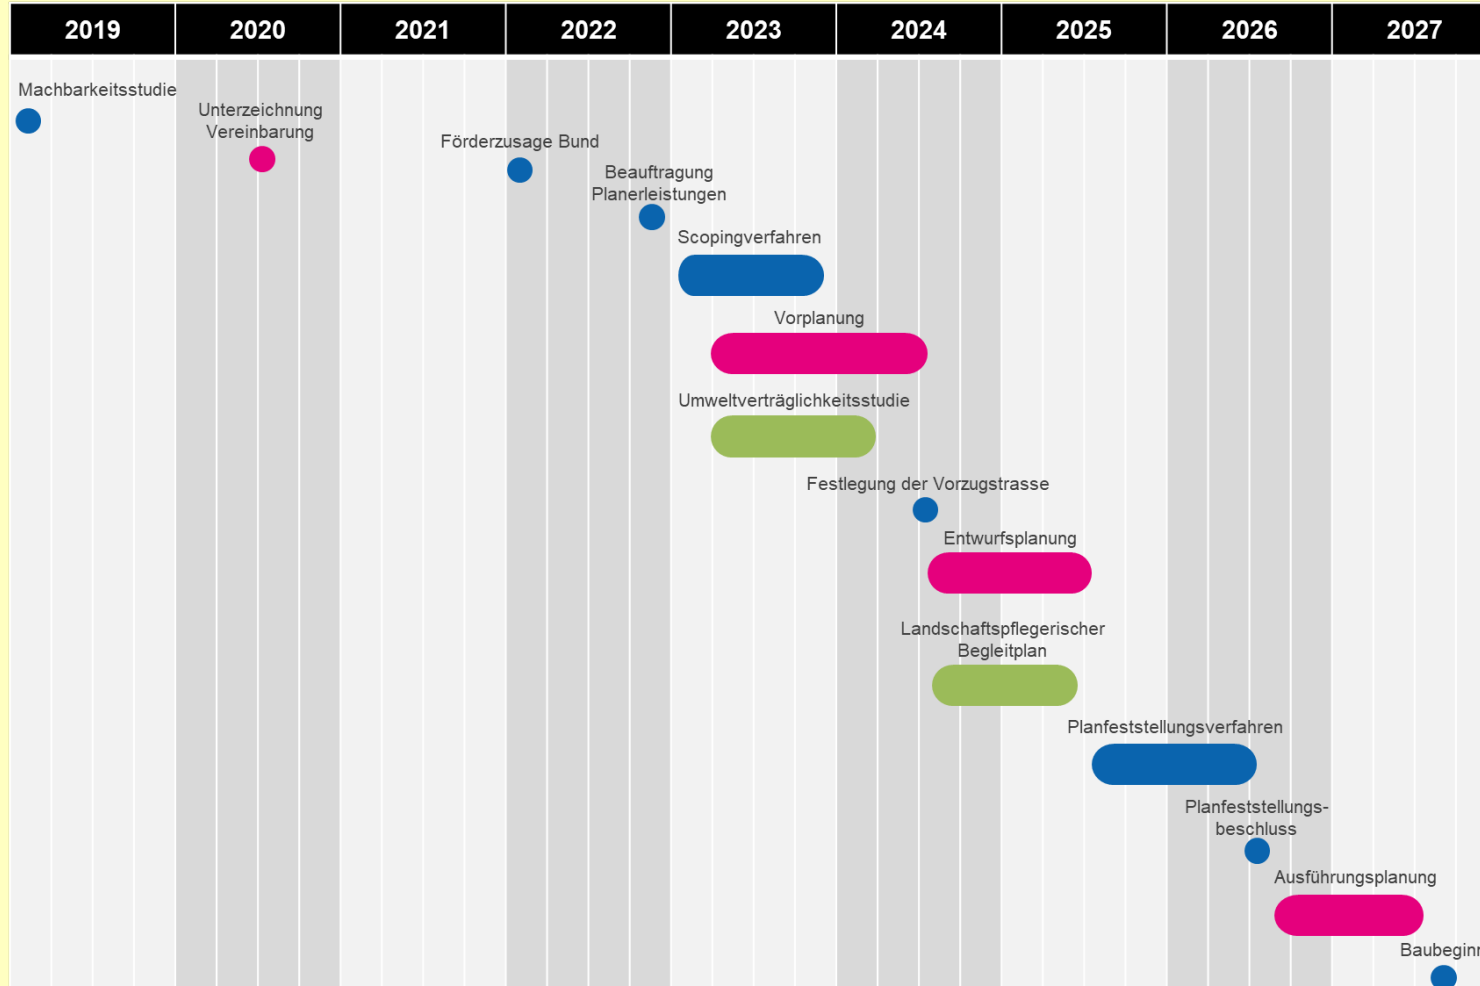 2019 2020 2021 2022 2023 2024 2025 2026 2027
Machbarkeitsstudie
Unterzeichnung
Vereinbarung
Förderzusage Bund
Beauftragung
Planerleistungen
Scopingverfahren
Vorplanung
Umweltverträglichkeitsstudie
Festlegung der Vorzugstrasse
Entwurfsplanung
Landschaftspflegerischer
Begleitplan
Planfeststellungsverfahren
Planfeststellungs-
beschluss
Ausführungsplanung
Baubeginn